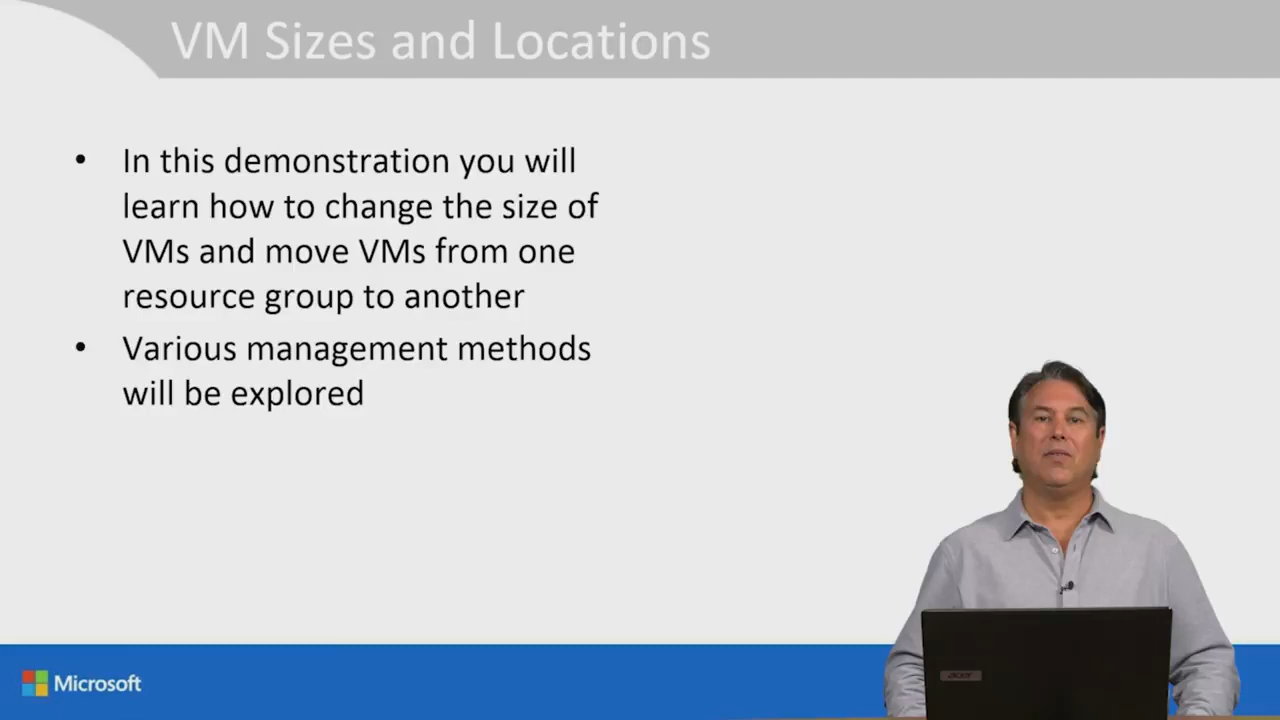 VM Sizes and Locations
• In this demonstration you will
learn how to change the size of
VMs and move VMs from one
resource group to another
• Various management methods
will be explored
Microsoft
acer